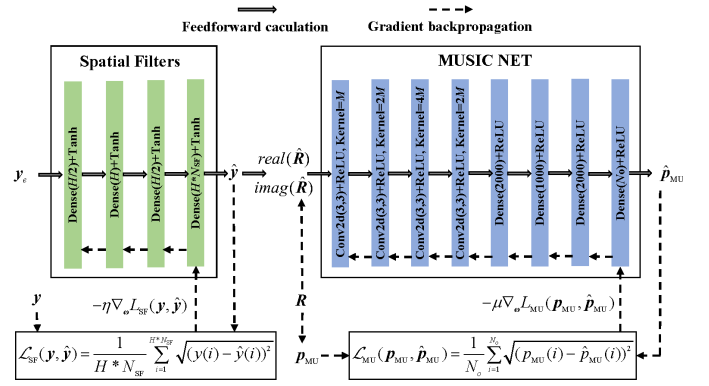 Feedforward caculation
Gradient backpropagation
Spatial Filters
MUSIC NET
Dense(H/2)+Tanh
Dense(H)+Tanh
Dense(H/2)+Tanh
Dense(H*N_SF)+Tanh
Conv2d(3,3)+ReLU, Kernel=M
Conv2d(3,3)+ReLU, Kernel=2M
Conv2d(3,3)+ReLU, Kernel=4M
Conv2d(3,3)+ReLU, Kernel=2M
Dense(2000)+ReLU
Dense(1000)+ReLU
Dense(2000)+ReLU
Dense(No)+ReLU
y_e
ŷ
real(R̂)
imag(R̂)
p̂_MU
y
−η∇_ω L_SF(y, ŷ)
R
−μ∇_ω L_MU(p_MU, p̂_MU)
ℒ_SF(y, ŷ) = 1/(H * N_SF) ∑_{i=1}^{H*N_SF} √((y(i) − ŷ(i))²)
p_MU
ℒ_MU(p_MU, p̂_MU) = 1/N_o ∑_{i=1}^{N_o} √((p_MU(i) − p̂_MU(i))²)